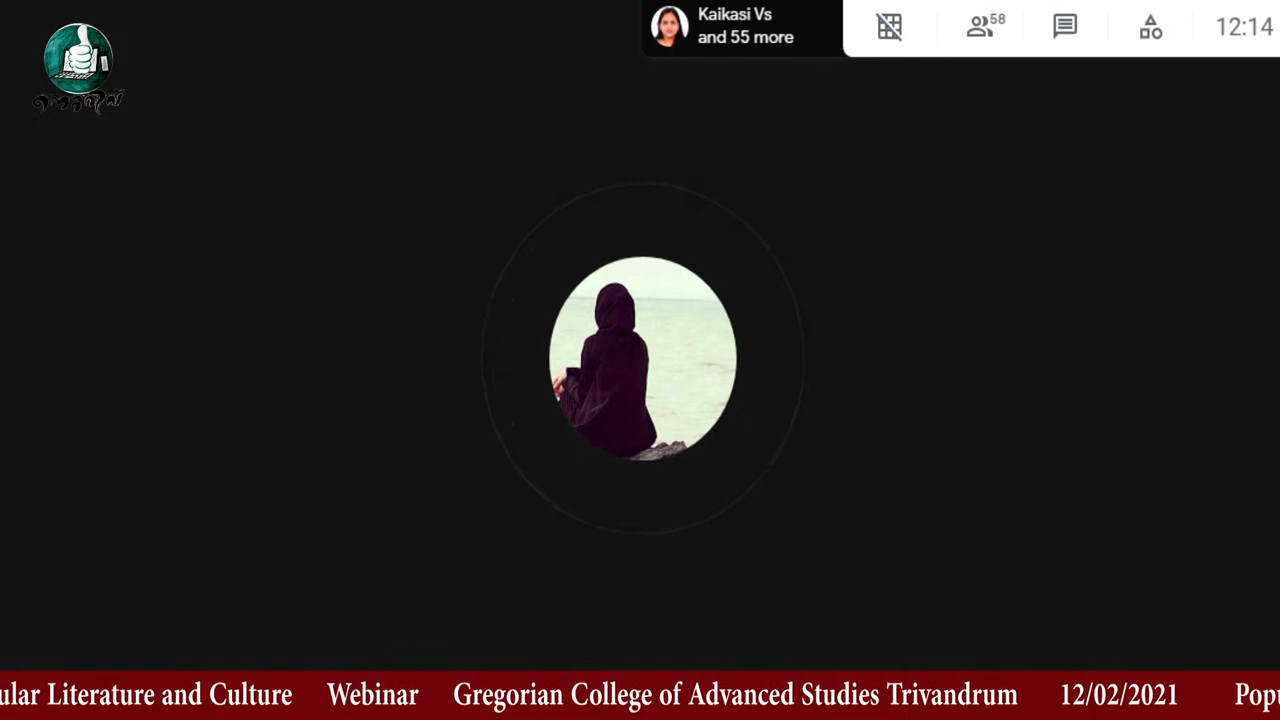 Kaikasi Vs
and 55 more
58
12:14
ular Literature and Culture Webinar Gregorian College of Advanced Studies Trivandrum 12/02/2021 Popu